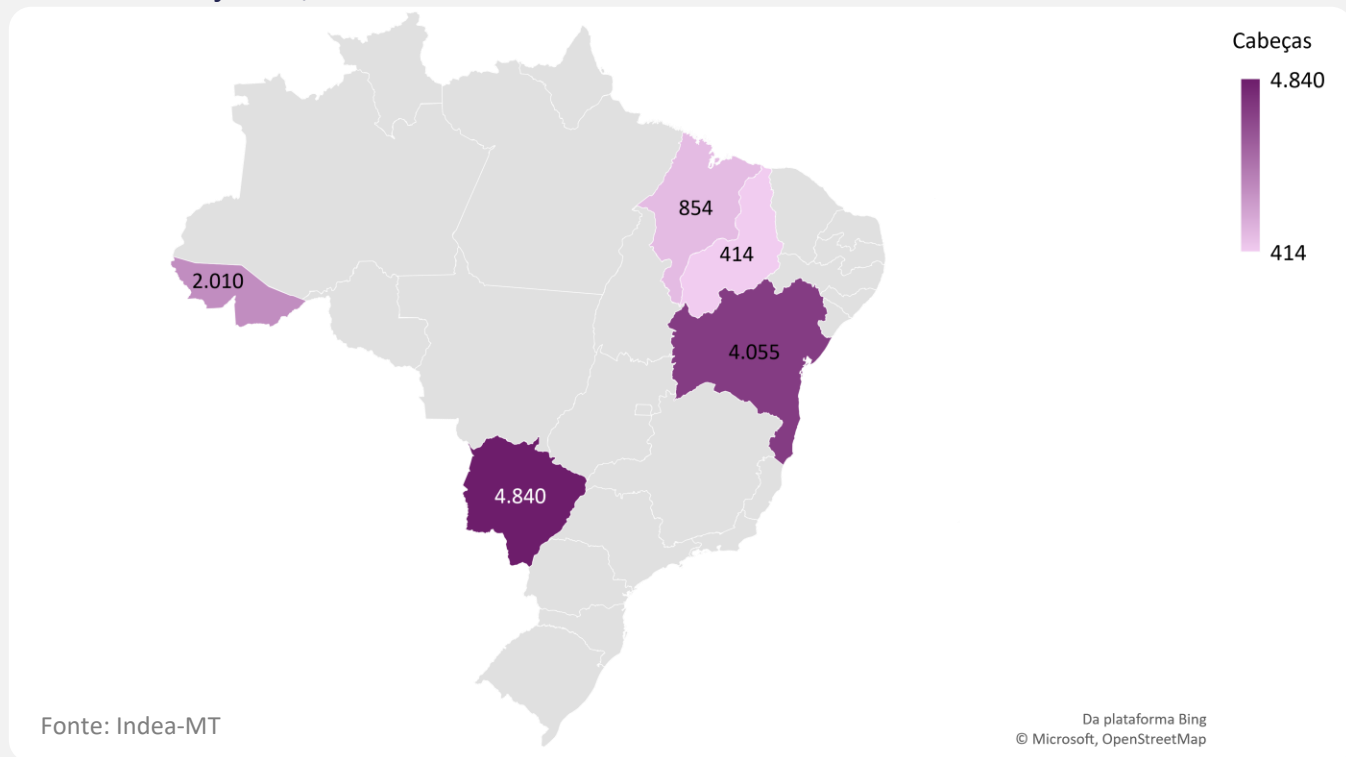 Cabeças
4.840
414
854
414
2.010
4.055
4.840
Fonte: Indea-MT
Da plataforma Bing
© Microsoft, OpenStreetMap